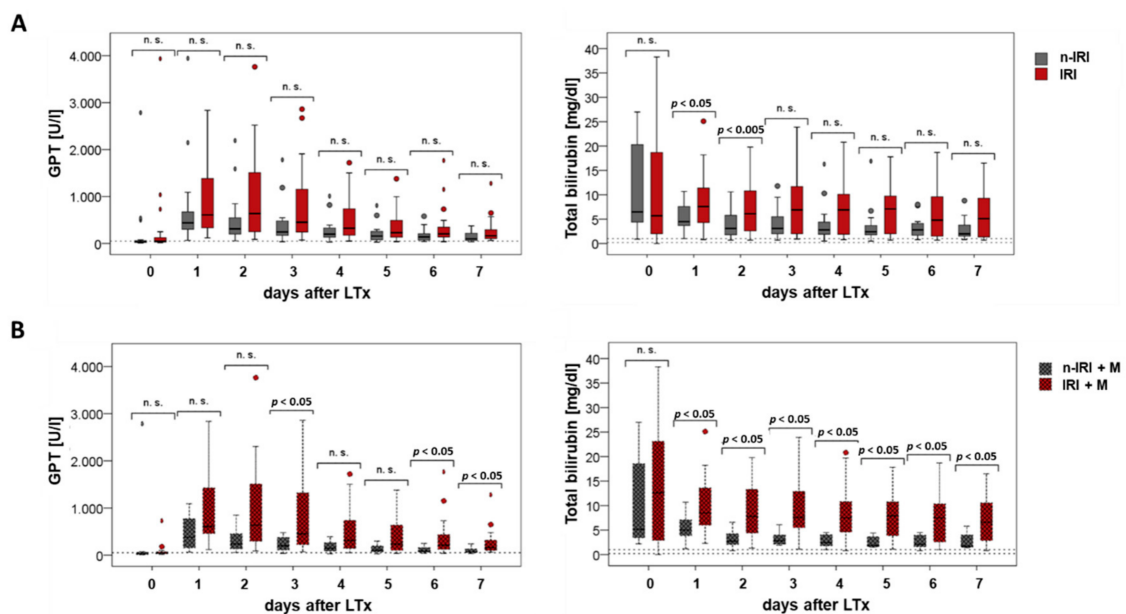 A
GPT [U/l]
4.000
3.000
2.000
1.000
0
n. s.
n. s.
n. s.
n. s.
n. s.
n. s.
n. s.
n. s.
0 1 2 3 4 5 6 7
days after LTx
Total bilirubin [mg/dl]
40
35
30
25
20
15
10
5
0
n. s.
p < 0.05
p < 0.005
n. s.
n. s.
n. s.
n. s.
n. s.
0 1 2 3 4 5 6 7
days after LTx
n-IRI
IRI
B
GPT [U/l]
4.000
3.000
2.000
1.000
0
n. s.
n. s.
n. s.
p < 0.05
n. s.
n. s.
p < 0.05
p < 0.05
0 1 2 3 4 5 6 7
days after LTx
Total bilirubin [mg/dl]
40
35
30
25
20
15
10
5
0
n. s.
p < 0.05
p < 0.05
p < 0.05
p < 0.05
p < 0.05
p < 0.05
p < 0.05
0 1 2 3 4 5 6 7
days after LTx
n-IRI + M
IRI + M